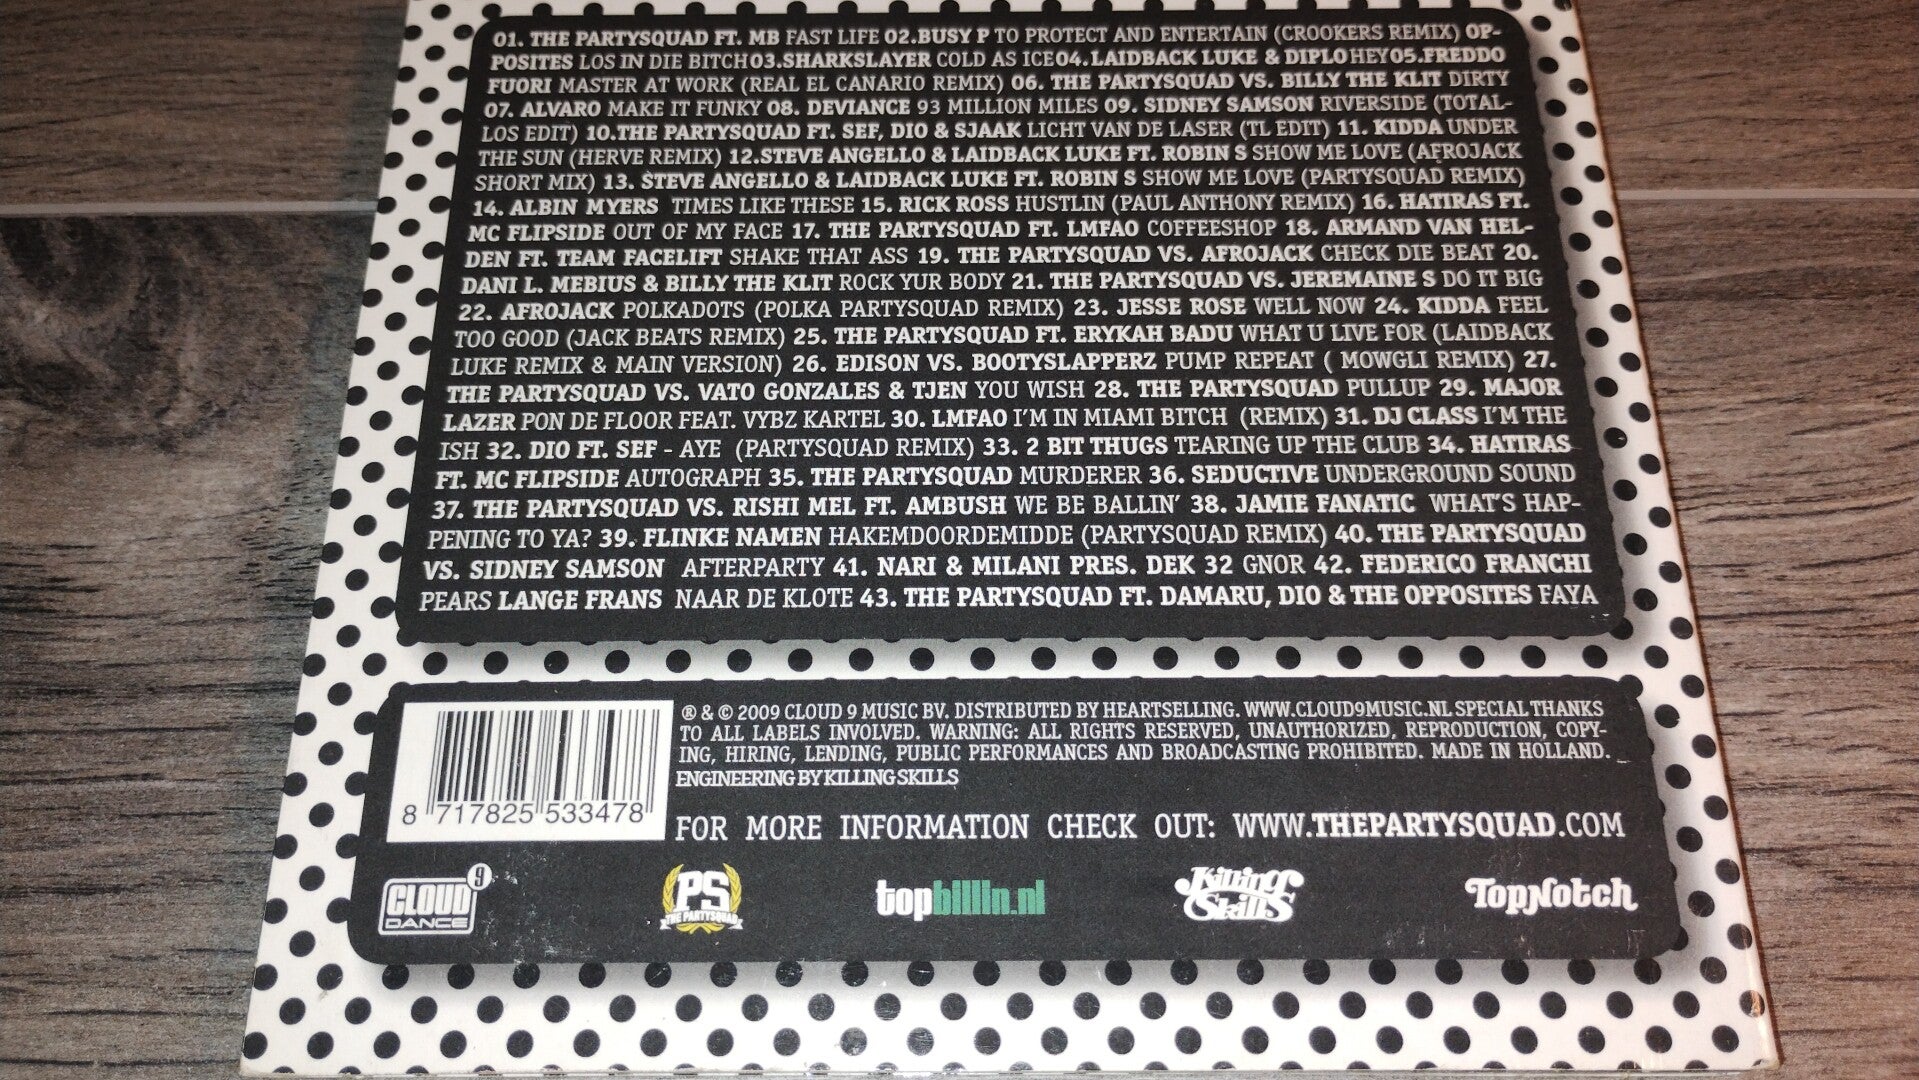 01. THE PARTYSQUAD FT. MB FAST LIFE 02.BUSY P TO PROTECT AND ENTERTAIN (CROOKERS REMIX) OP-
POSITES LOS IN DIE BITCH03.SHARKSLAYER COLD AS ICE04.LAIDBACK LUKE & DIPLO HEY05.FREDDO
FUORI MASTER AT WORK (REAL EL CANARIO REMIX) 06. THE PARTYSQUAD VS. BILLY THE KLIT DIRTY
07. ALVARO MAKE IT FUNKY 08. DEVIANCE 93 MILLION MILES 09. SIDNEY SAMSON RIVERSIDE (TOTAL-
LOS EDIT) 10.THE PARTYSQUAD FT. SEF, DIO & SJAAK LICHT VAN DE LASER (TL EDIT) 11. KIDDA UNDER
THE SUN (HERVE REMIX) 12.STEVE ANGELLO & LAIDBACK LUKE FT. ROBIN S SHOW ME LOVE (AFROJACK
SHORT MIX) 13. STEVE ANGELLO & LAIDBACK LUKE FT. ROBIN S SHOW ME LOVE (PARTYSQUAD REMIX)
14. ALBIN MYERS TIMES LIKE THESE 15. RICK ROSS HUSTLIN (PAUL ANTHONY REMIX) 16. HATIRAS FT.
MC FLIPSIDE OUT OF MY FACE 17. THE PARTYSQUAD FT. LMFAO COFFEESHOP 18. ARMAND VAN HEL-
DEN FT. TEAM FACELIFT SHAKE THAT ASS 19. THE PARTYSQUAD VS. AFROJACK CHECK DIE BEAT 20.
DANI L. MEBIUS & BILLY THE KLIT ROCK YUR BODY 21. THE PARTYSQUAD VS. JEREMAINE S DO IT BIG
22. AFROJACK POLKADOTS (POLKA PARTYSQUAD REMIX) 23. JESSE ROSE WELL NOW 24. KIDDA FEEL
TOO GOOD (JACK BEATS REMIX) 25. THE PARTYSQUAD FT. ERYKAH BADU WHAT U LIVE FOR (LAIDBACK
LUKE REMIX & MAIN VERSION) 26. EDISON VS. BOOTYSLAPPERZ PUMP REPEAT ( MOWGLI REMIX) 27.
THE PARTYSQUAD VS. VATO GONZALES & TJEN YOU WISH 28. THE PARTYSQUAD PULLUP 29. MAJOR
LAZER PON DE FLOOR FEAT. VYBZ KARTEL 30. LMFAO I'M IN MIAMI BITCH (REMIX) 31. DJ CLASS I'M THE
ISH 32. DIO FT. SEF - AYE (PARTYSQUAD REMIX) 33. 2 BIT THUGS TEARING UP THE CLUB 34. HATIRAS
FT. MC FLIPSIDE AUTOGRAPH 35. THE PARTYSQUAD MURDERER 36. SEDUCTIVE UNDERGROUND SOUND
37. THE PARTYSQUAD VS. RISHI MEL FT. AMBUSH WE BE BALLIN' 38. JAMIE FANATIC WHAT'S HAP-
PENING TO YA? 39. FLINKE NAMEN HAKEMDOORDEMIDDE (PARTYSQUAD REMIX) 40. THE PARTYSQUAD
VS. SIDNEY SAMSON AFTERPARTY 41. NARI & MILANI PRES. DEK 32 GNOR 42. FEDERICO FRANCHI
PEARS LANGE FRANS NAAR DE KLOTE 43. THE PARTYSQUAD FT. DAMARU, DIO & THE OPPOSITES FAYA
® & © 2009 CLOUD 9 MUSIC BV. DISTRIBUTED BY HEARTSELLING. WWW.CLOUD9MUSIC.NL SPECIAL THANKS
TO ALL LABELS INVOLVED. WARNING: ALL RIGHTS RESERVED, UNAUTHORIZED, REPRODUCTION, COPY-
ING, HIRING, LENDING, PUBLIC PERFORMANCES AND BROADCASTING PROHIBITED. MADE IN HOLLAND.
ENGINEERING BY KILLING SKILLS
8 717825 533478
FOR MORE INFORMATION CHECK OUT: WWW.THEPARTYSQUAD.COM
CLOUD 9
DANCE
PS
THE PARTYSQUAD
topbillin.nl
Killing
Skills
TopNotch